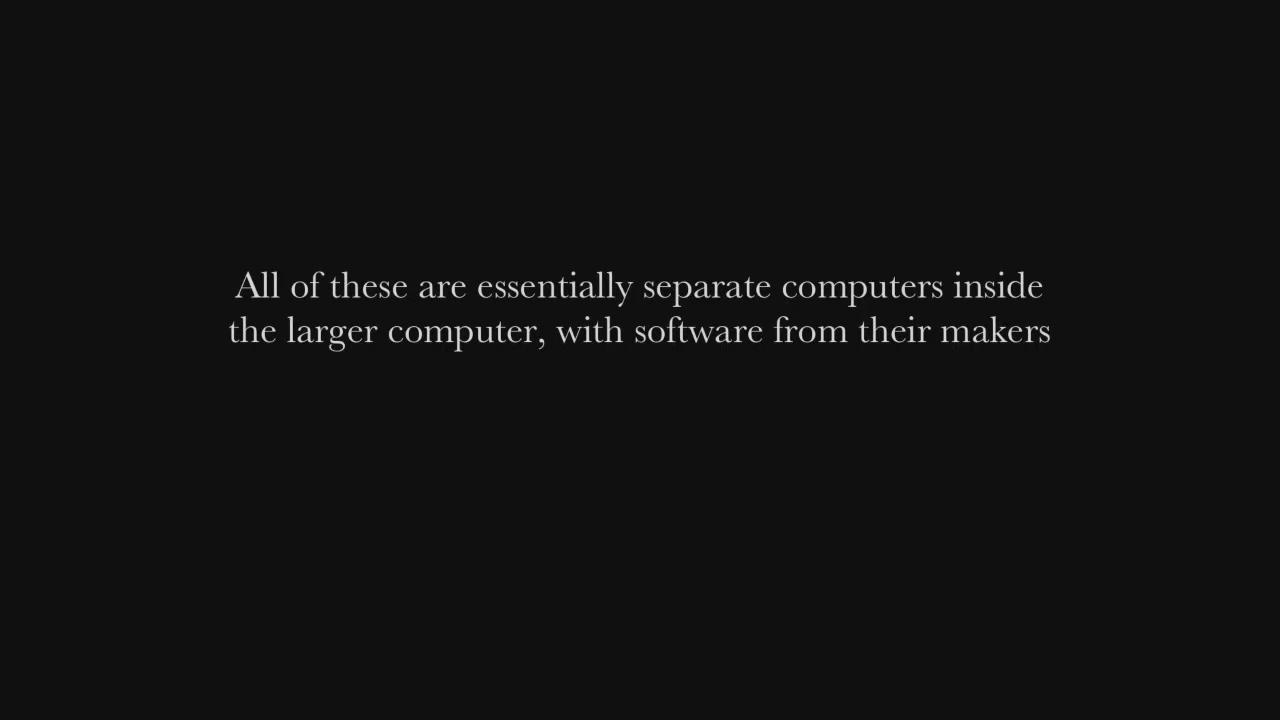 All of these are essentially separate computers inside
the larger computer, with software from their makers